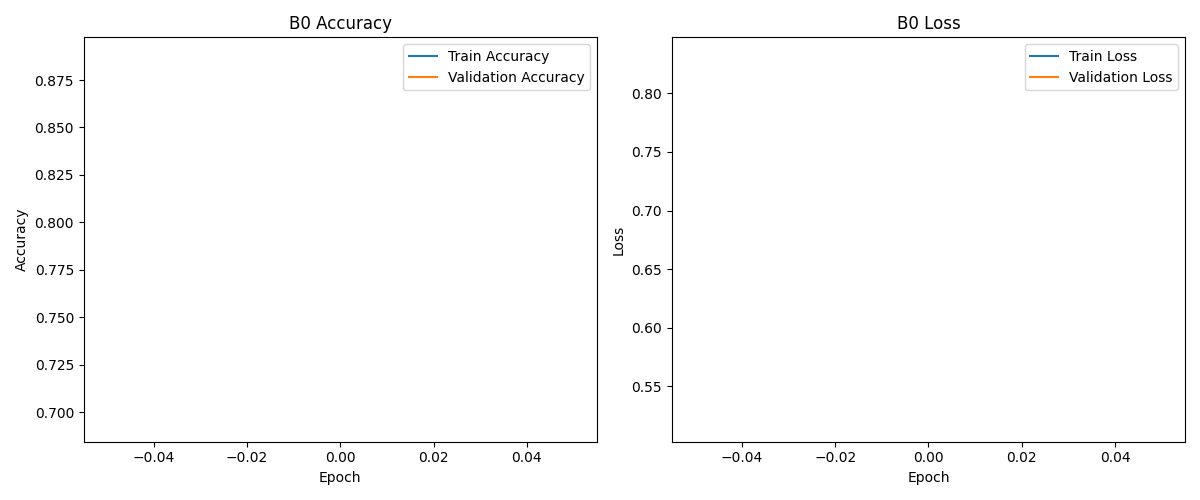 B0 Accuracy
Train Accuracy
Validation Accuracy
0.875
0.850
0.825
0.800
0.775
0.750
0.725
0.700
Accuracy
−0.04 −0.02 0.00 0.02 0.04
Epoch
B0 Loss
Train Loss
Validation Loss
0.80
0.75
0.70
0.65
0.60
0.55
Loss
−0.04 −0.02 0.00 0.02 0.04
Epoch